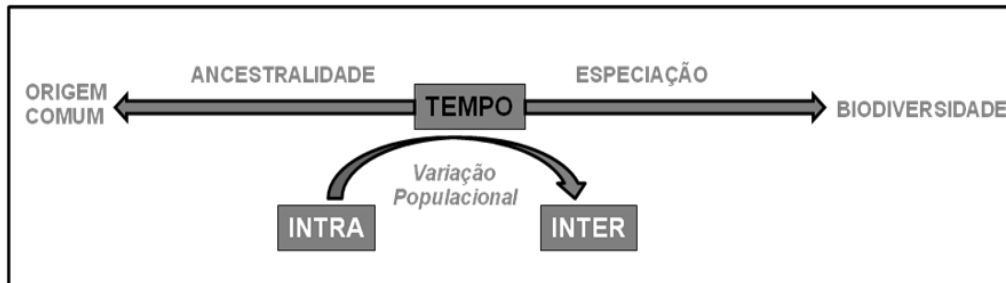 ANCESTRALIDADE
ESPECIAÇÃO
ORIGEM
COMUM
TEMPO
BIODIVERSIDADE
Variação
Populacional
INTRA
INTER